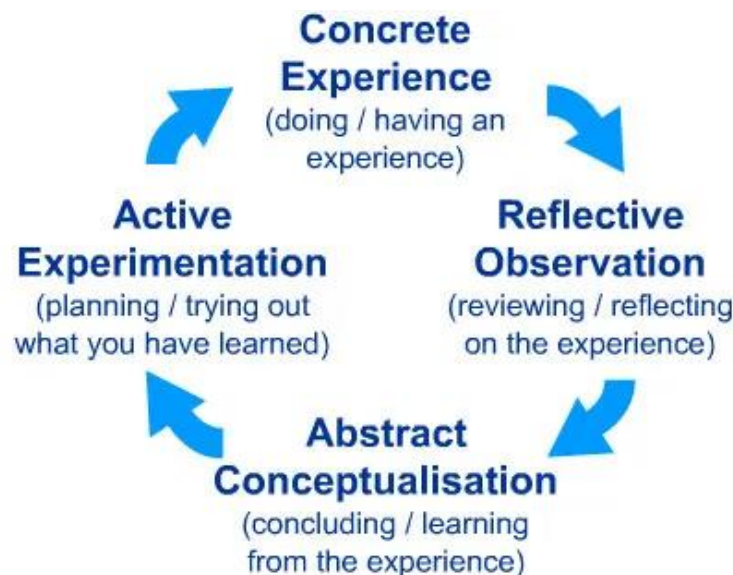 Concrete
Experience
(doing / having an
experience)
Reflective
Observation
(reviewing / reflecting
on the experience)
Abstract
Conceptualisation
(concluding / learning
from the experience)
Active
Experimentation
(planning / trying out
what you have learned)